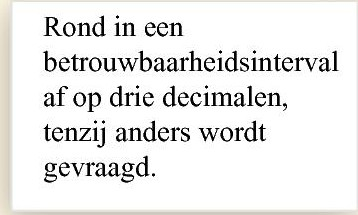 Rond in een
betrouwbaarheidsinterval
af op drie decimalen,
tenzij anders wordt
gevraagd.